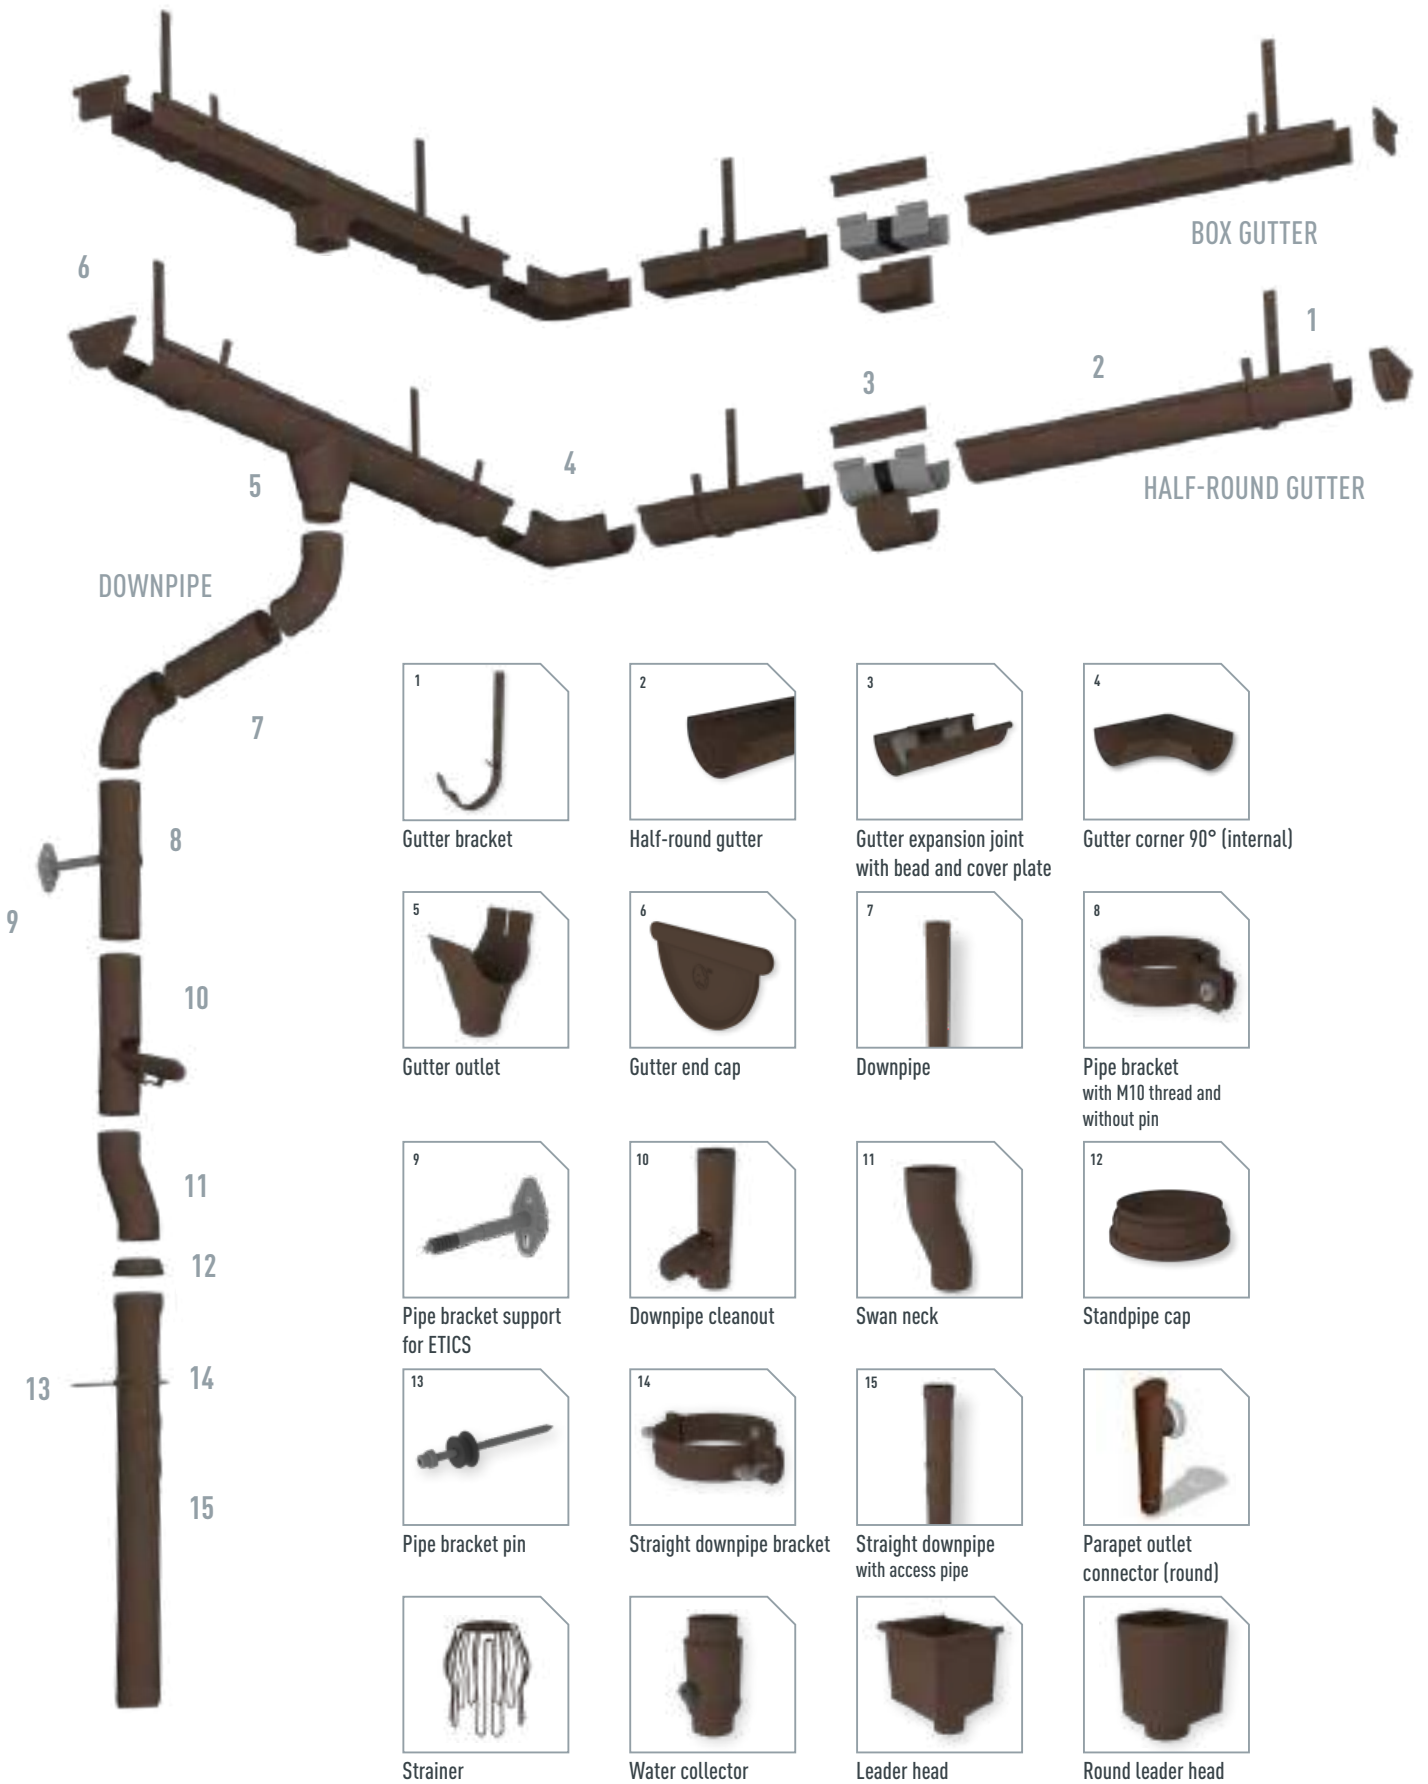 BOX GUTTER
6
1
2
3
HALF-ROUND GUTTER
4
5
DOWNPIPE
7
8
9
10
11
12
13
14
15
1
Gutter bracket
2
Half-round gutter
3
Gutter expansion joint
with bead and cover plate
4
Gutter corner 90° (internal)
5
Gutter outlet
6
Gutter end cap
7
Downpipe
8
Pipe bracket
with M10 thread and
without pin
9
Pipe bracket support
for ETICS
10
Downpipe cleanout
11
Swan neck
12
Standpipe cap
13
Pipe bracket pin
14
Straight downpipe bracket
15
Straight downpipe
with access pipe
Parapet outlet
connector (round)
Strainer
Water collector
Leader head
Round leader head